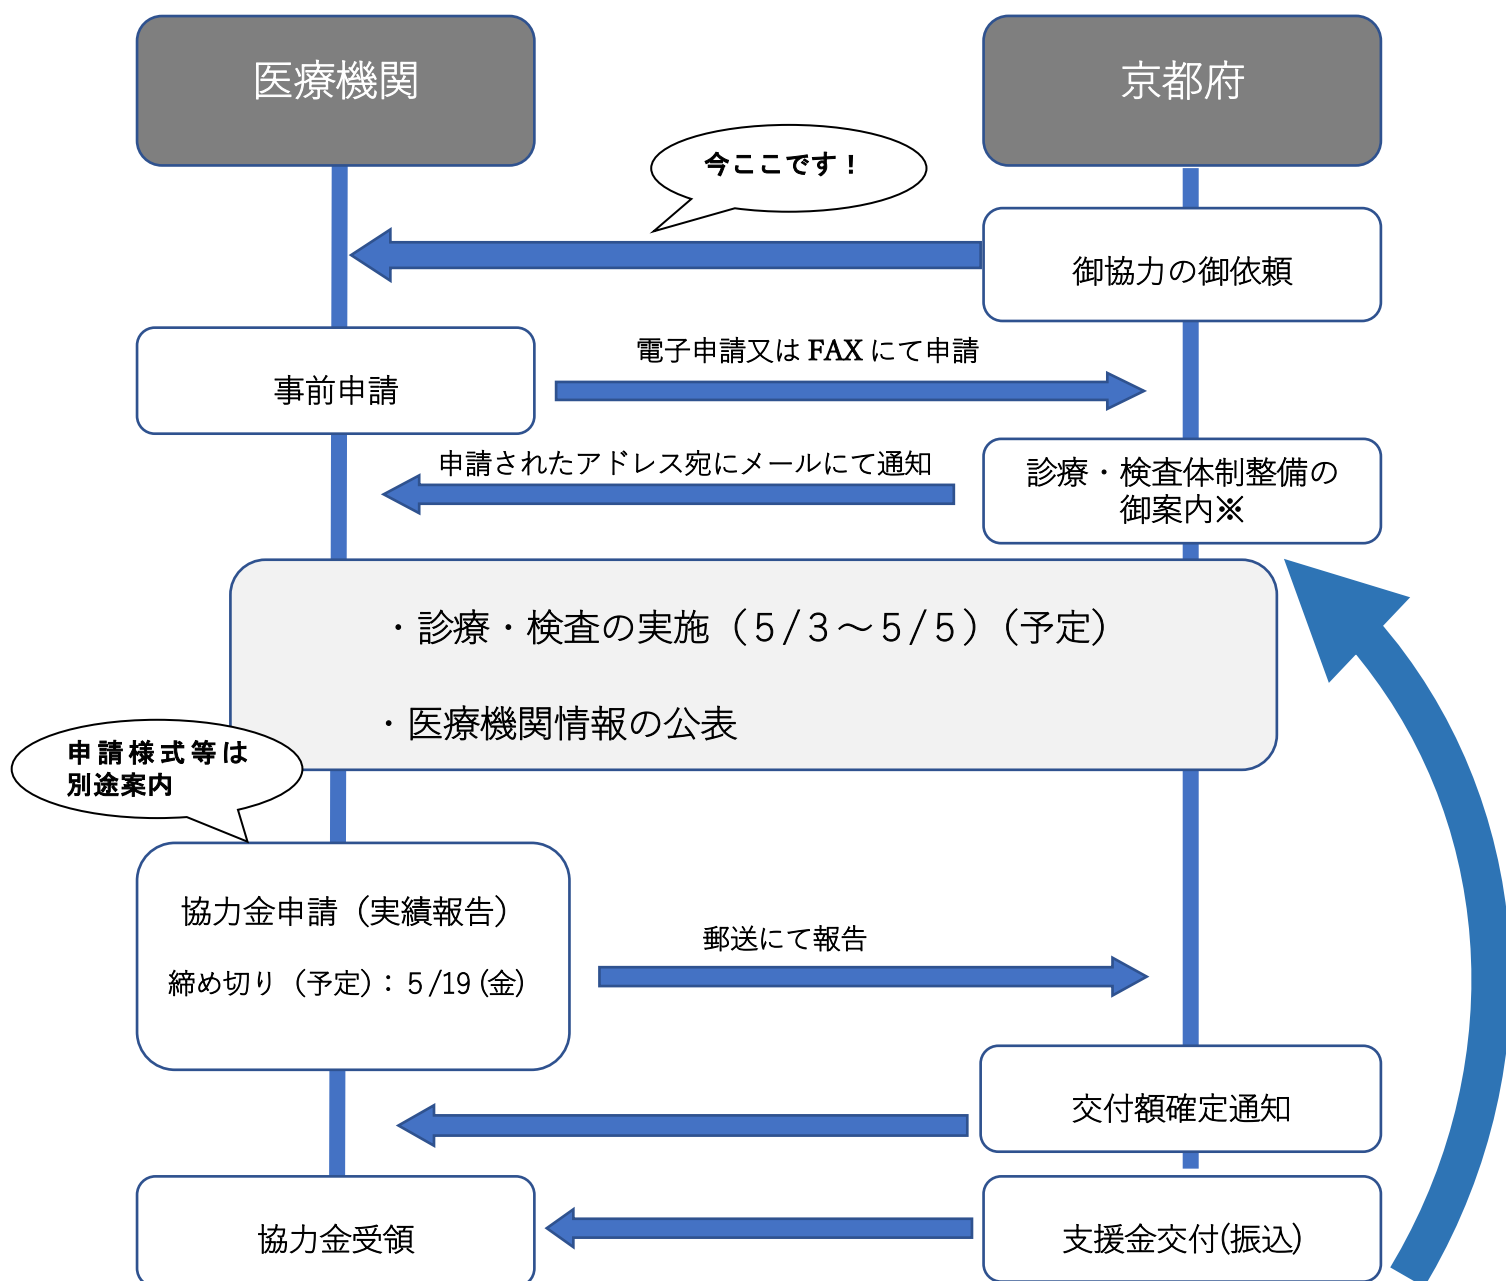 医療機関
京都府
今ここです！
御協力の御依頼
電子申請又は FAX にて申請
事前申請
申請されたアドレス宛にメールにて通知
診療・検査体制整備の
御案内※
・診療・検査の実施（５/３～５/５）（予定）
・医療機関情報の公表
申請様式等は
別途案内
協力金申請（実績報告）
締め切り（予定）：５/19 (金)
郵送にて報告
交付額確定通知
協力金受領
支援金交付(振込)